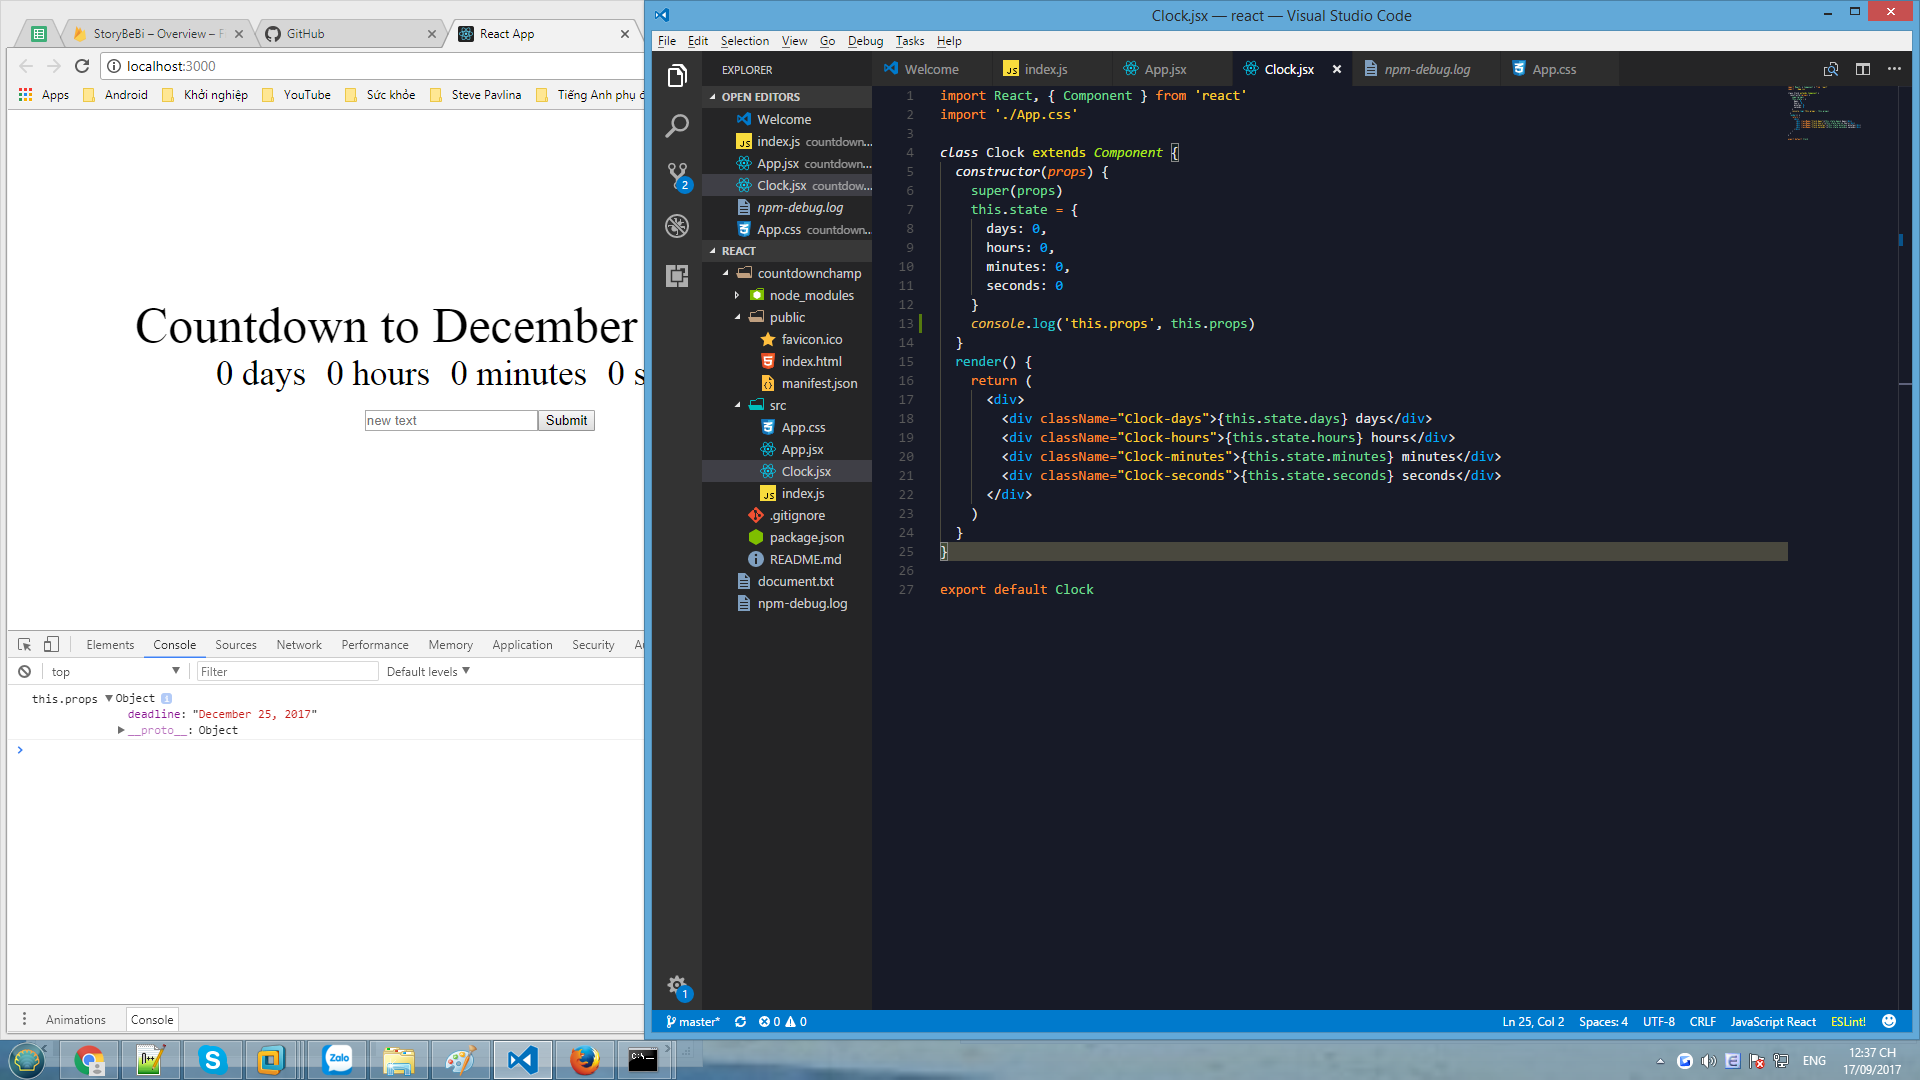 StoryBeBi – Overview – F
GitHub
React App
localhost:3000
Apps
Android
Khởi nghiệp
YouTube
Sức khỏe
Steve Pavlina
Tiếng Anh phụ đ
Countdown to December
0 days 0 hours 0 minutes 0 s
new text
Submit
Elements Console Sources Network Performance Memory Application Security Au
top
Filter
Default levels ▼
this.props ▼Object i
deadline: "December 25, 2017"
▶__proto__: Object
>
Animations
Console
Clock.jsx — react — Visual Studio Code
File Edit Selection View Go Debug Tasks Help
EXPLORER
OPEN EDITORS
Welcome
index.js countdown...
App.jsx countdown...
Clock.jsx countdow...
npm-debug.log
App.css countdown...
2
REACT
countdownchamp
node_modules
public
favicon.ico
index.html
manifest.json
src
App.css
App.jsx
Clock.jsx
index.js
.gitignore
package.json
README.md
document.txt
npm-debug.log
1
Welcome
index.js
App.jsx
Clock.jsx
npm-debug.log
App.css
1 import React, { Component } from 'react'
2 import './App.css'
3
4 class Clock extends Component {
5 constructor(props) {
6 super(props)
7 this.state = {
8 days: 0,
9 hours: 0,
10 minutes: 0,
11 seconds: 0
12 }
13 console.log('this.props', this.props)
14 }
15 render() {
16 return (
17 <div>
18 <div className="Clock-days">{this.state.days} days</div>
19 <div className="Clock-hours">{this.state.hours} hours</div>
20 <div className="Clock-minutes">{this.state.minutes} minutes</div>
21 <div className="Clock-seconds">{this.state.seconds} seconds</div>
22 </div>
23 )
24 }
25 }
26
27 export default Clock
master*
0
0
Ln 25, Col 2
Spaces: 4
UTF-8
CRLF
JavaScript React
ESLint!
Zalo
ENG
12:37 CH
17/09/2017